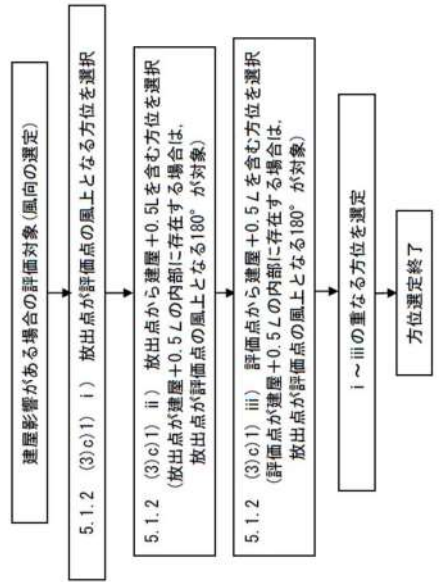 建屋影響がある場合の評価対象(風向の選定)
5.1.2 (3)c)1) i) 放出点が評価点の風上となる方位を選択
5.1.2 (3)c)1) ii) 放出点から建屋+0.5Lを含む方位を選択
(放出点が建屋+0.5Lの内部に存在する場合は,
放出点が評価点の風上となる180°が対象)
5.1.2 (3)c)1) iii) 評価点から建屋+0.5Lを含む方位を選択
(評価点が建屋+0.5Lの内部に存在する場合は,
放出点が評価点の風上となる180°が対象)
i~iiiの重なる方位を選定
方位選定終了